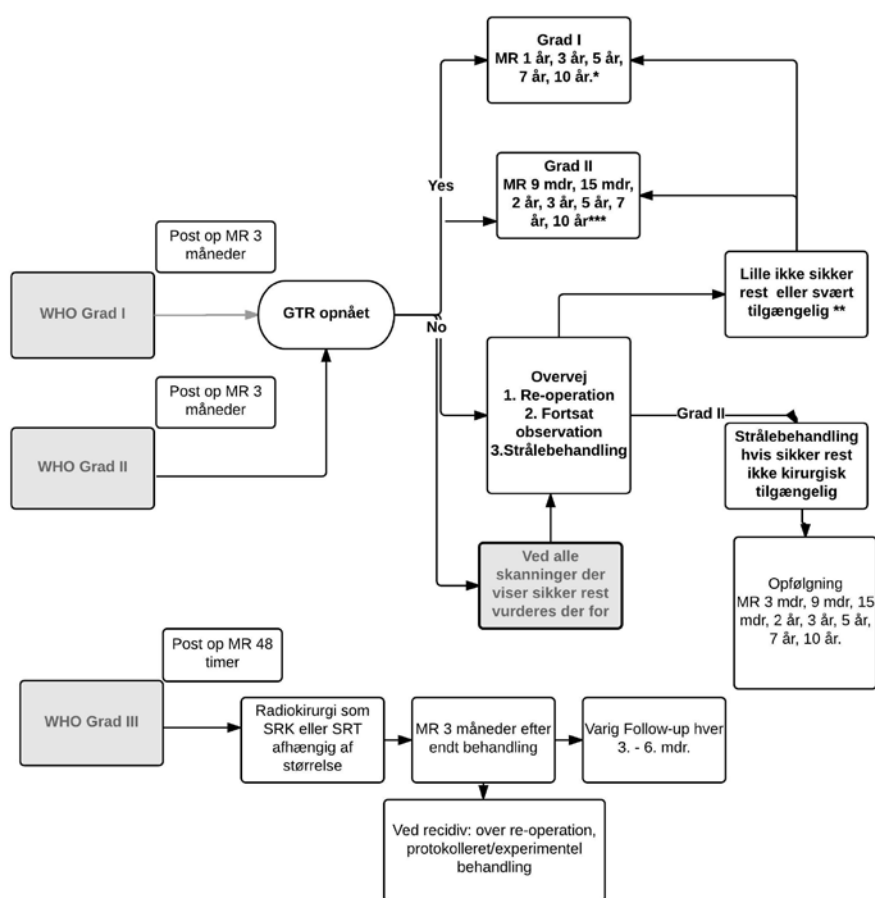 Grad I
MR 1 år, 3 år, 5 år,
7 år, 10 år.*
Yes
Grad II
MR 9 mdr, 15 mdr,
2 år, 3 år, 5 år, 7
år, 10 år***
Post op MR 3
måneder
WHO Grad I
GTR opnået
No
Lille ikke sikker
rest eller svært
tilgængelig **
Post op MR 3
måneder
WHO Grad II
Overvej
1. Re-operation
2. Fortsat
observation
3.Strålebehandling
Grad II
Strålebehandling
hvis sikker rest
ikke kirurgisk
tilgængelig
Ved alle
skanninger der
viser sikker rest
vurderes der for
Opfølgning
MR 3 mdr, 9 mdr, 15
mdr, 2 år, 3 år, 5 år,
7 år, 10 år.
Post op MR 48
timer
WHO Grad III
Radiokirurgi som
SRK eller SRT
afhængig af
størrelse
MR 3 måneder efter
endt behandling
Varig Follow-up hver
3. - 6. mdr.
Ved recidiv: over re-operation,
protokolleret/experimentel
behandling